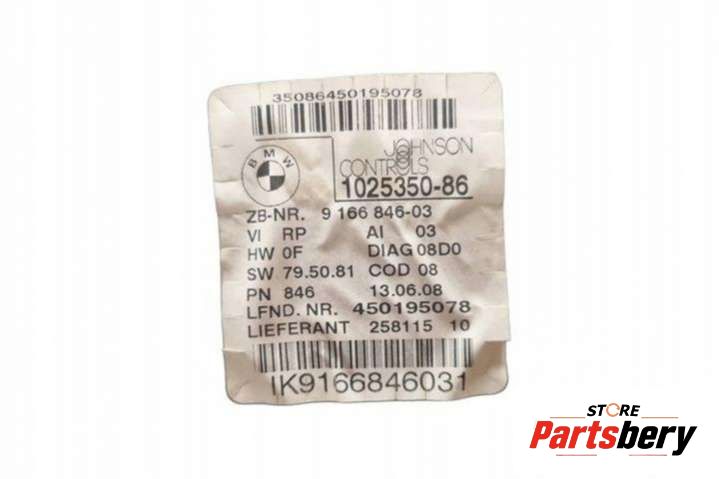 35086450195078
BMW
JOHNSON
CONTROLS
1025350-86
ZB-NR. 9 166 846-03
VI RP AI 03
HW 0F DIAG 08D0
SW 79.50.81 COD 08
PN 846 13.06.08
LFND. NR. 450195078
LIEFERANT 258115 10
IK9166846031
STORE
Partsbery